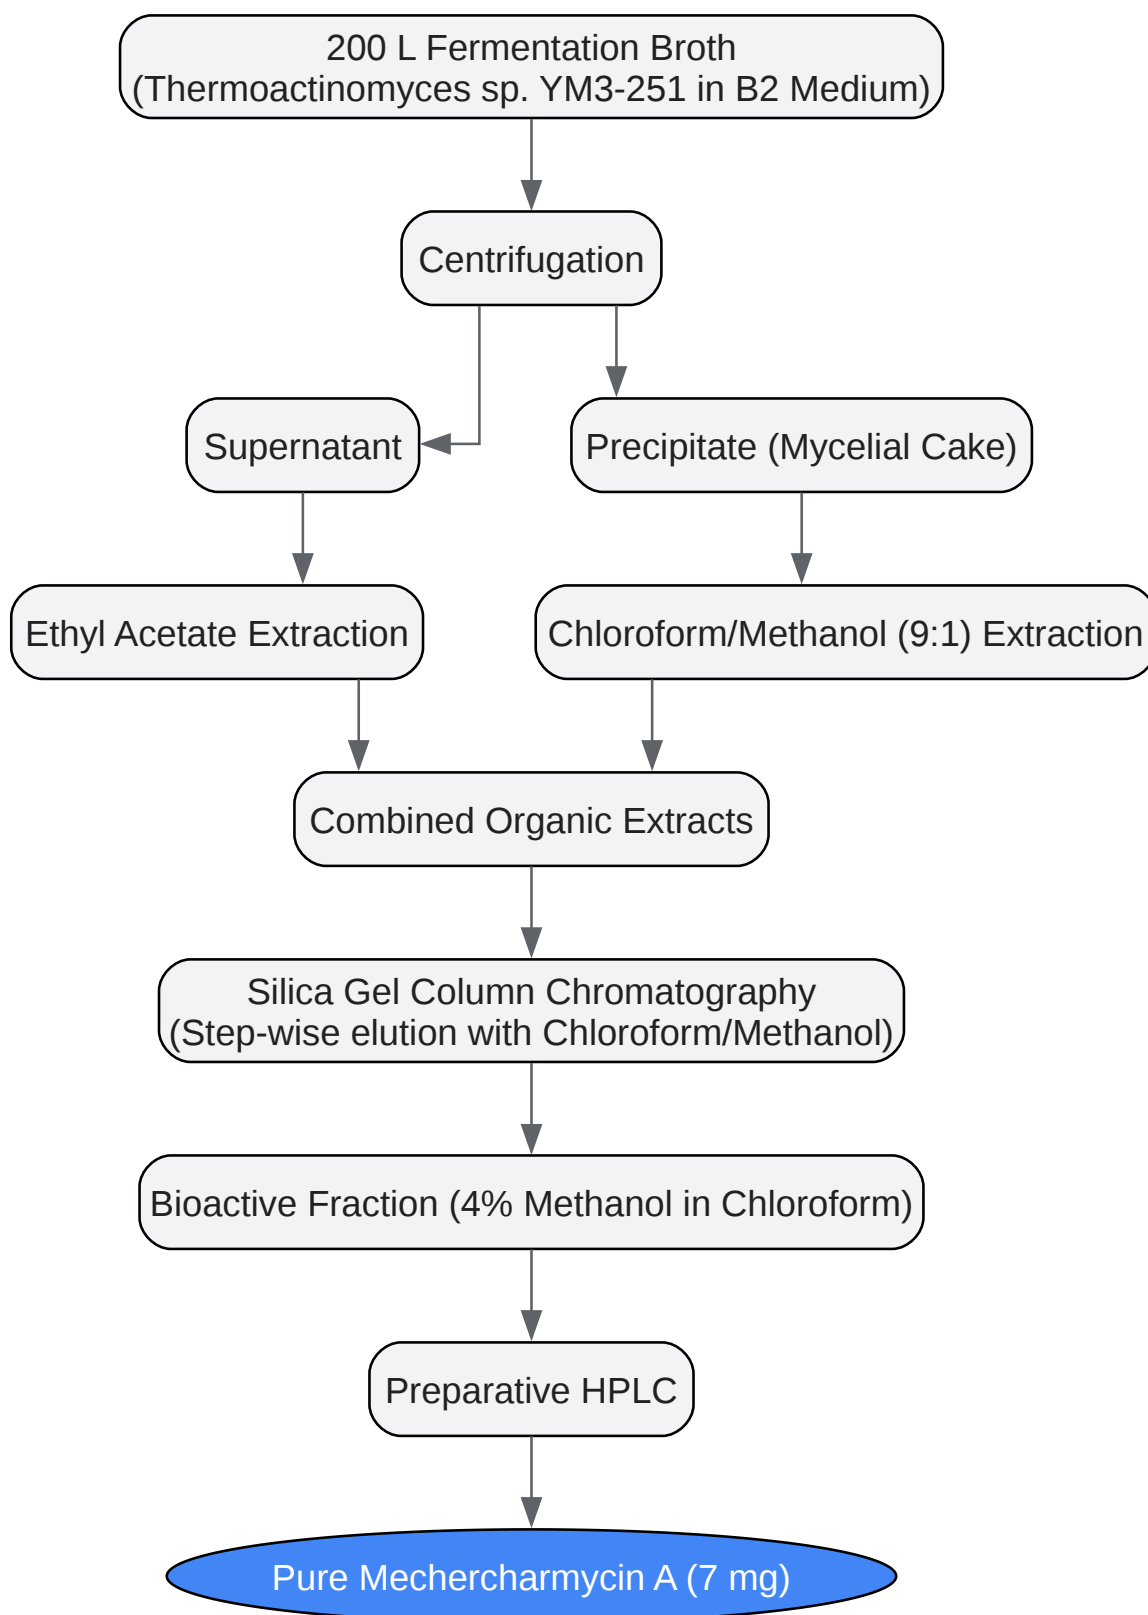 200 L Fermentation Broth
(Thermoactinomyces sp. YM3-251 in B2 Medium)
Centrifugation
Supernatant
Precipitate (Mycelial Cake)
Ethyl Acetate Extraction
Chloroform/Methanol (9:1) Extraction
Combined Organic Extracts
Silica Gel Column Chromatography
(Step-wise elution with Chloroform/Methanol)
Bioactive Fraction (4% Methanol in Chloroform)
Preparative HPLC
Pure Mechercharmycin A (7 mg)